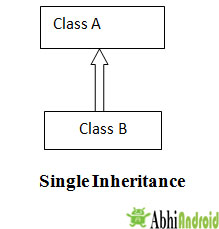 Class A
Class B
Single Inheritance
AbhiAndroid